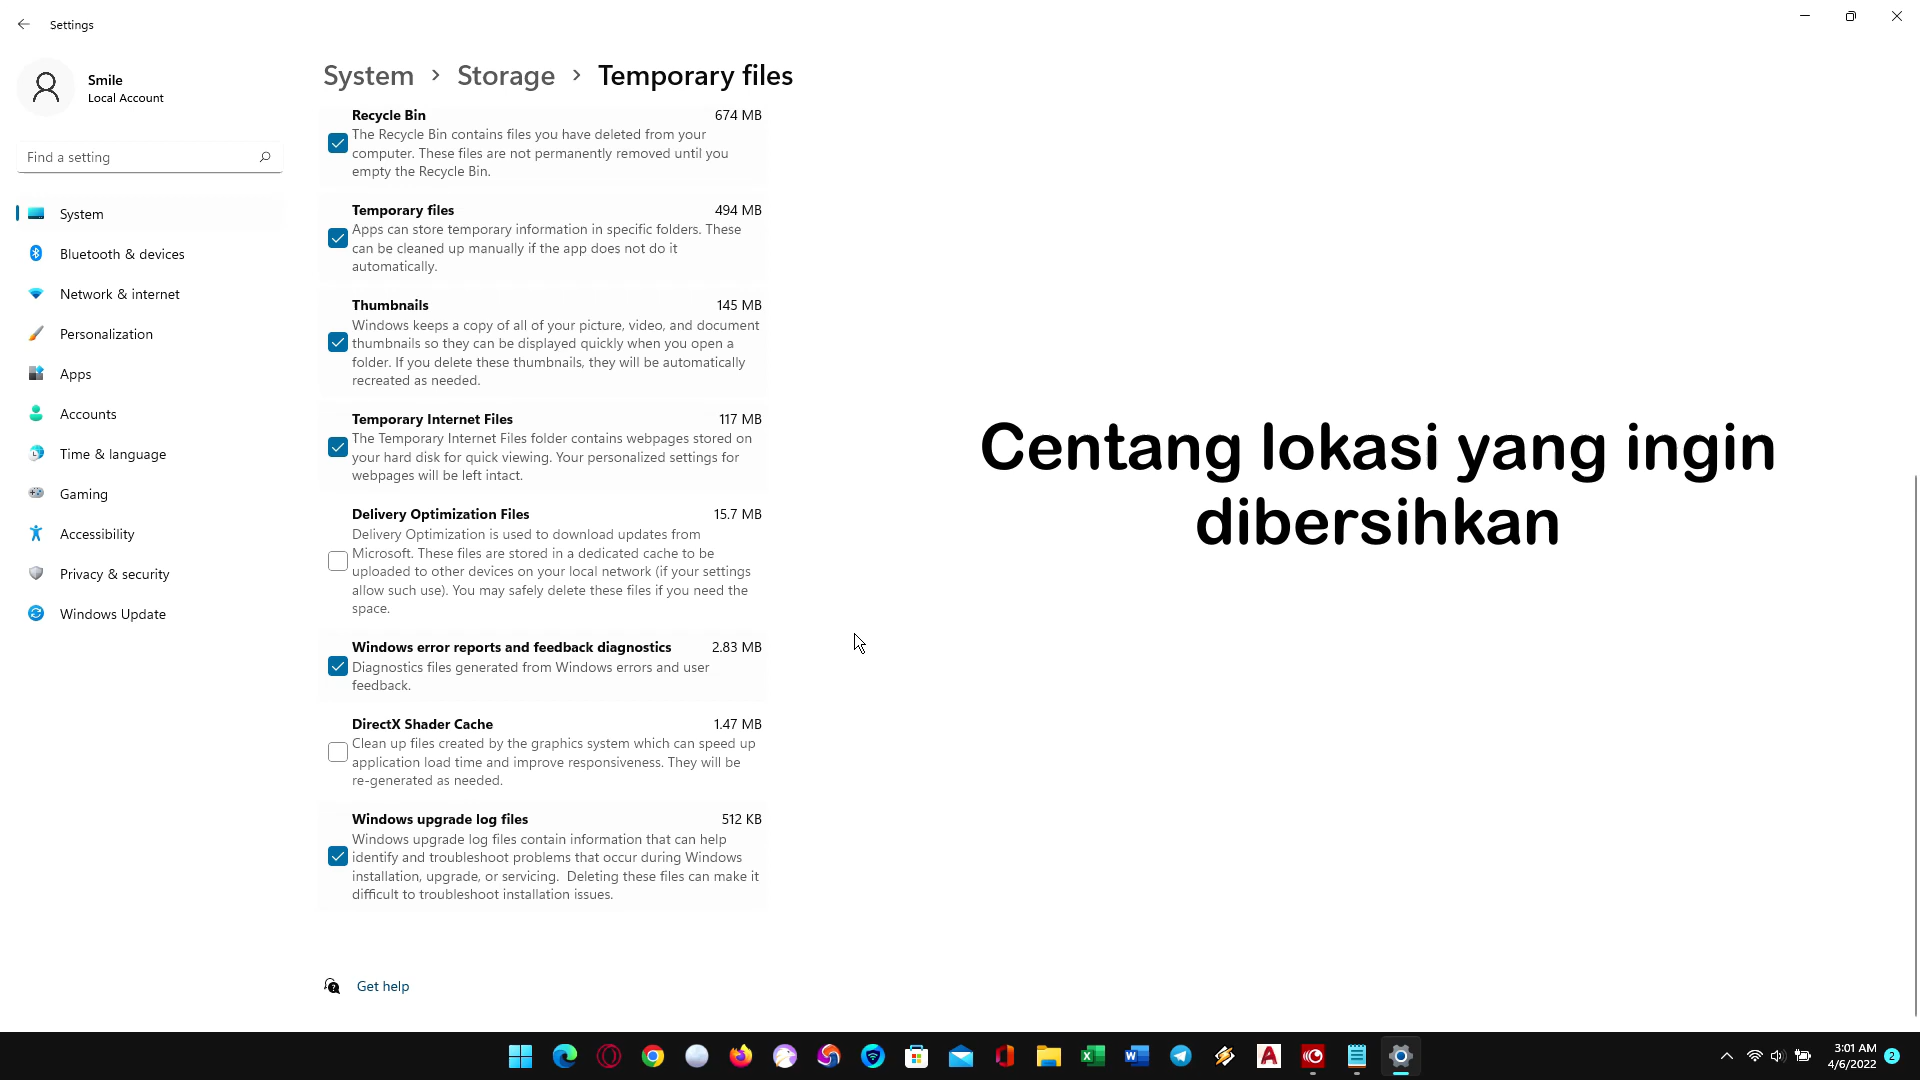 Settings
Smile
Local Account
Find a setting
System
Bluetooth & devices
Network & internet
Personalization
Apps
Accounts
Time & language
Gaming
Accessibility
Privacy & security
Windows Update
System › Storage › Temporary files
Recycle Bin 674 MB
The Recycle Bin contains files you have deleted from your
computer. These files are not permanently removed until you
empty the Recycle Bin.
Temporary files 494 MB
Apps can store temporary information in specific folders. These
can be cleaned up manually if the app does not do it
automatically.
Thumbnails 145 MB
Windows keeps a copy of all of your picture, video, and document
thumbnails so they can be displayed quickly when you open a
folder. If you delete these thumbnails, they will be automatically
recreated as needed.
Temporary Internet Files 117 MB
The Temporary Internet Files folder contains webpages stored on
your hard disk for quick viewing. Your personalized settings for
webpages will be left intact.
Delivery Optimization Files 15.7 MB
Delivery Optimization is used to download updates from
Microsoft. These files are stored in a dedicated cache to be
uploaded to other devices on your local network (if your settings
allow such use). You may safely delete these files if you need the
space.
Windows error reports and feedback diagnostics 2.83 MB
Diagnostics files generated from Windows errors and user
feedback.
DirectX Shader Cache 1.47 MB
Clean up files created by the graphics system which can speed up
application load time and improve responsiveness. They will be
re-generated as needed.
Windows upgrade log files 512 KB
Windows upgrade log files contain information that can help
identify and troubleshoot problems that occur during Windows
installation, upgrade, or servicing.  Deleting these files can make it
difficult to troubleshoot installation issues.
Get help
Centang lokasi yang ingin
dibersihkan
3:01 AM
4/6/2022
2